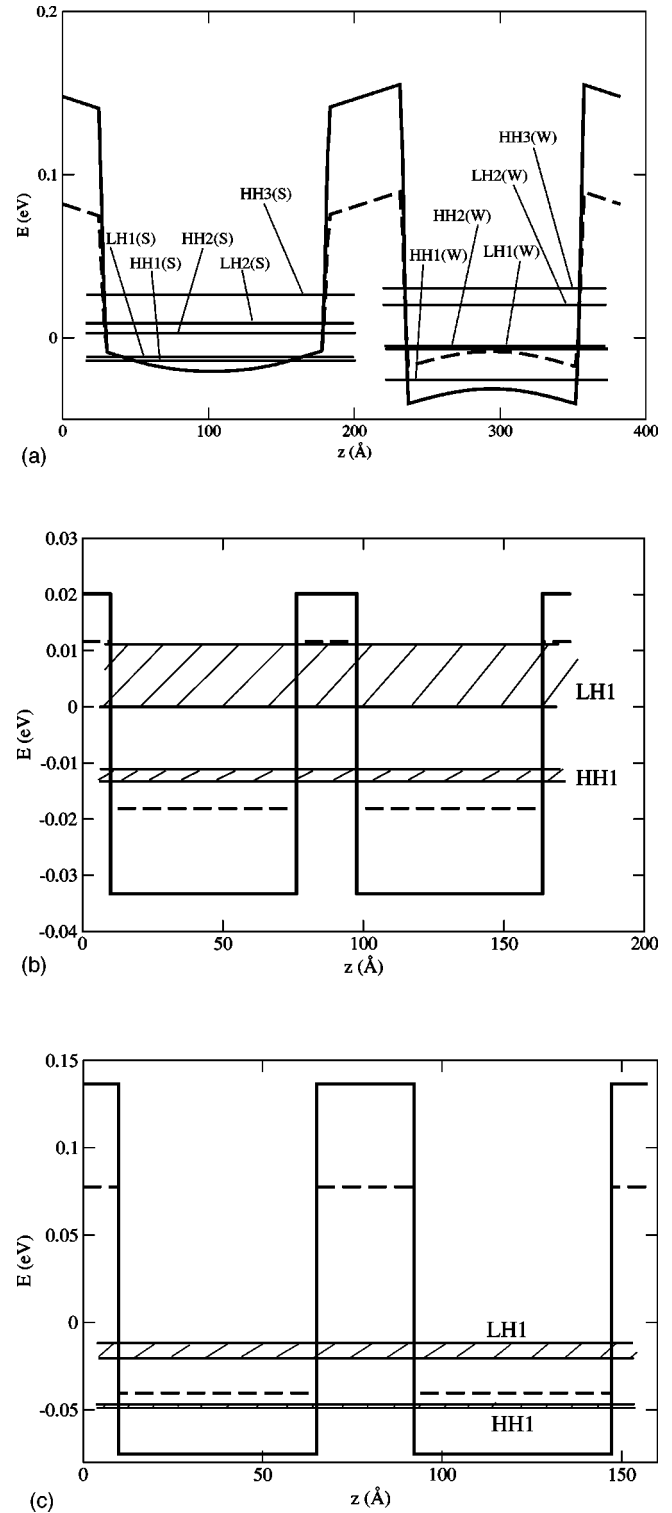 0.2
HH3(W)
LH2(W)
0.1
HH3(S)
HH2(W)
LH1(W)
LH1(S)
HH2(S)
HH1(W)
HH1(S)
LH2(S)
E (eV)
0
0
100
200
300
400
(a)
z (Å)
0.03
0.02
0.01
0
-0.01
-0.02
-0.03
-0.04
E (eV)
LH1
HH1
0
50
100
150
200
(b)
z (Å)
0.15
0.1
0.05
0
-0.05
E (eV)
LH1
HH1
0
50
100
150
(c)
z (Å)